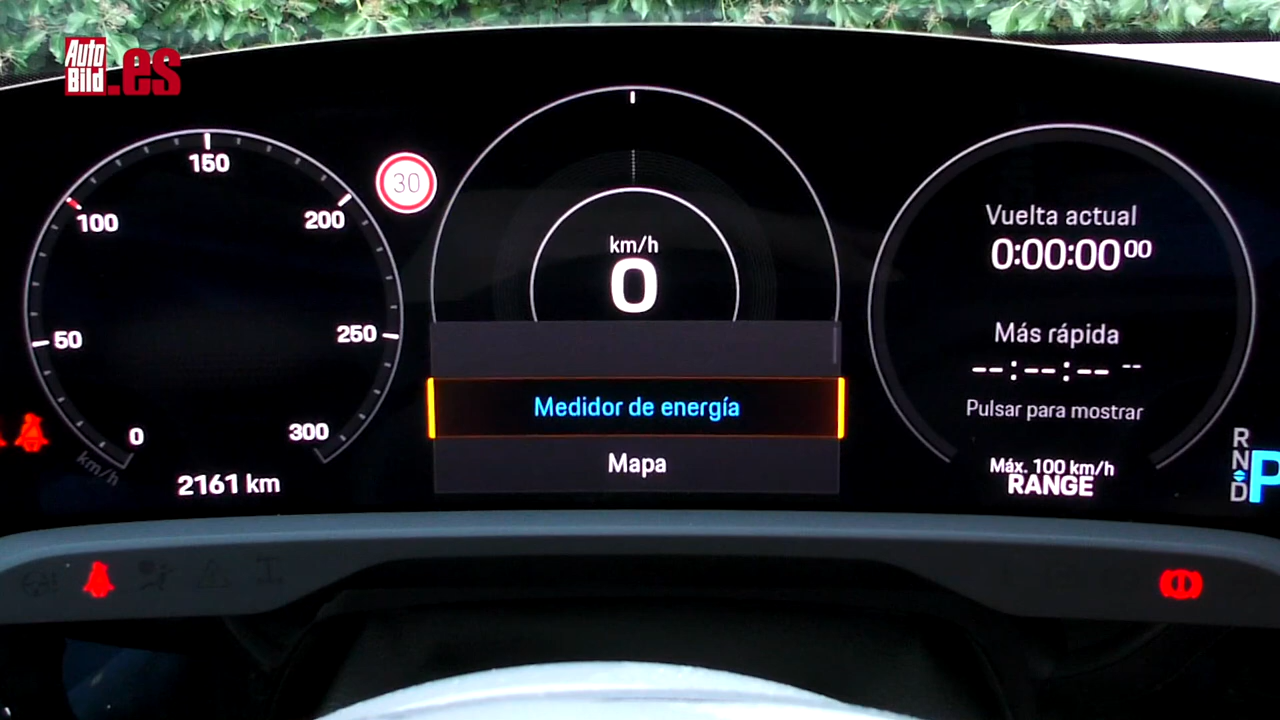 Auto
Bild.es
150
100
200
50
250
0
300
km/h
2161 km
30
km/h
0
Medidor de energía
Mapa
Vuelta actual
0:00:00 00
Más rápida
--:--:-- --
Pulsar para mostrar
Máx. 100 km/h
RANGE
R
N
D
P